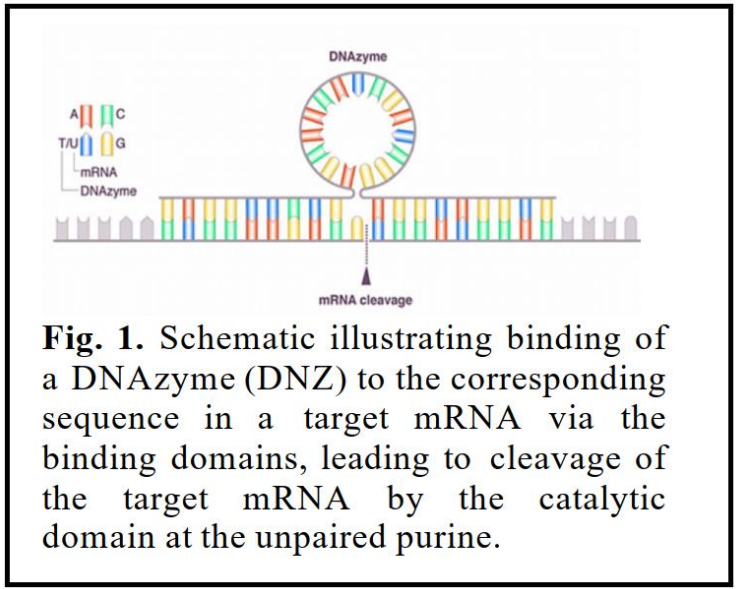 DNAzyme
A C
T/U G
mRNA
DNAzyme
mRNA cleavage
Fig. 1. Schematic illustrating binding of
a DNAzyme (DNZ) to the corresponding
sequence in a target mRNA via the
binding domains, leading to cleavage of
the target mRNA by the catalytic
domain at the unpaired purine.